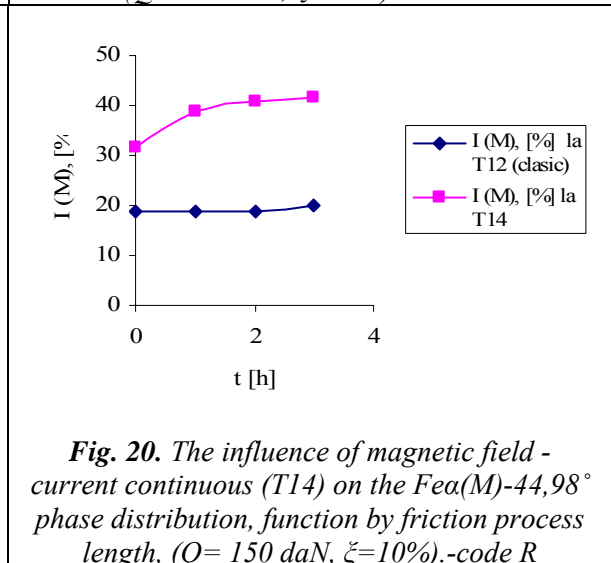 50
40
30
20
10
0
0
2
4
I (M), [%
t [h]
I (M), [%] la
T12 (clasic)
I (M), [%] la
T14
Fig. 20. The influence of magnetic field -
current continuous (T14) on the Feα(M)-44,98˚
phase distribution, function by friction process
length, (Q= 150 daN, ξ=10%).-code R